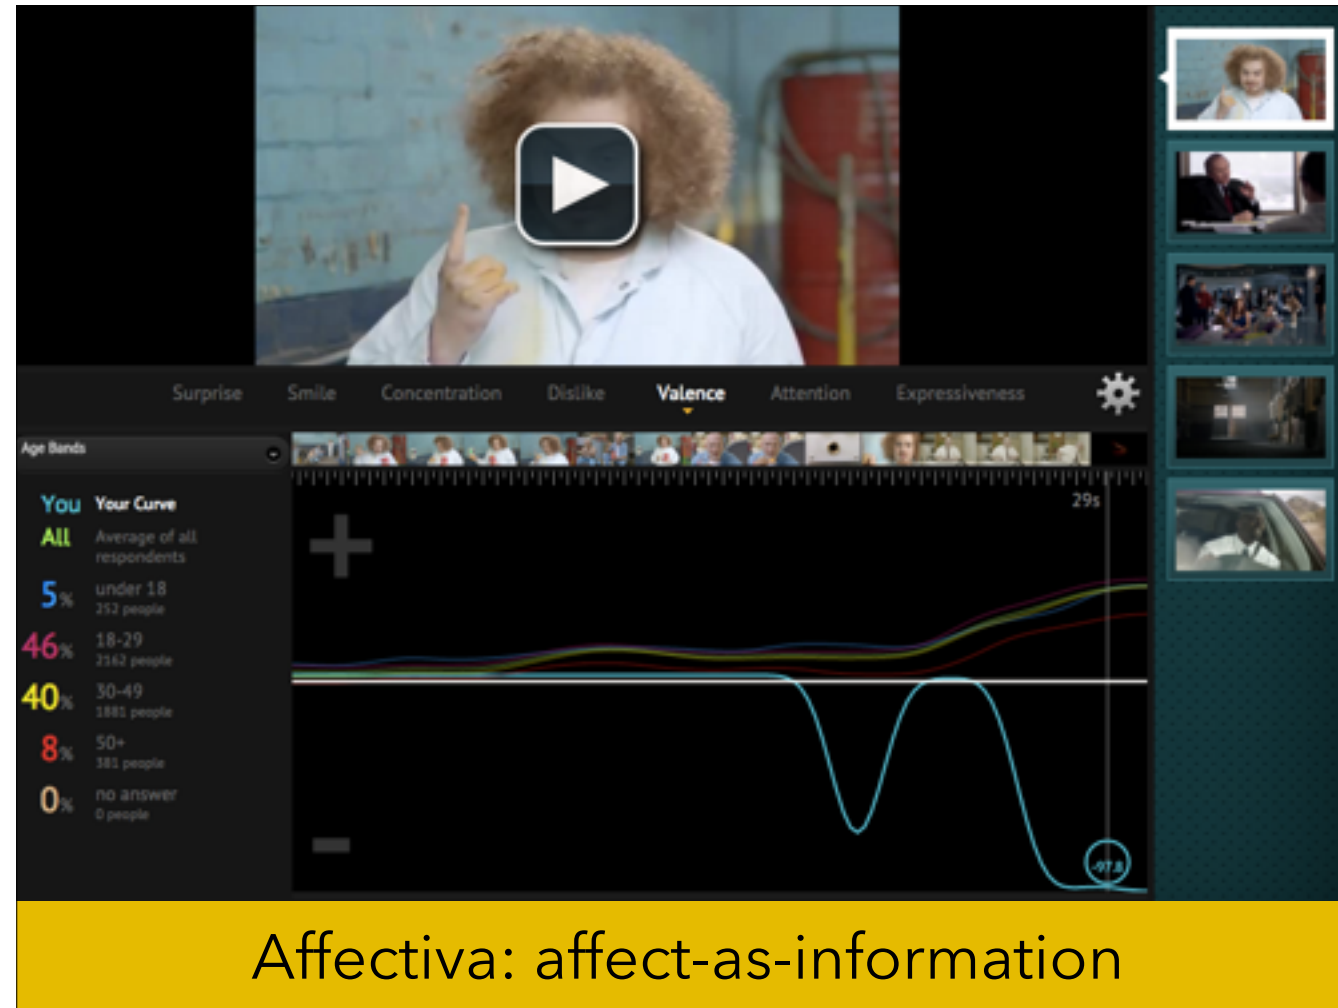 Surprise Smile Concentration Dislike Valence Attention Expressiveness
Age Bands
29s
You Your Curve
All Average of all
respondents
5% under 18
252 people
46% 18-29
2162 people
40% 30-49
1881 people
8% 50+
381 people
0% no answer
0 people
-97.8
Affectiva: affect-as-information